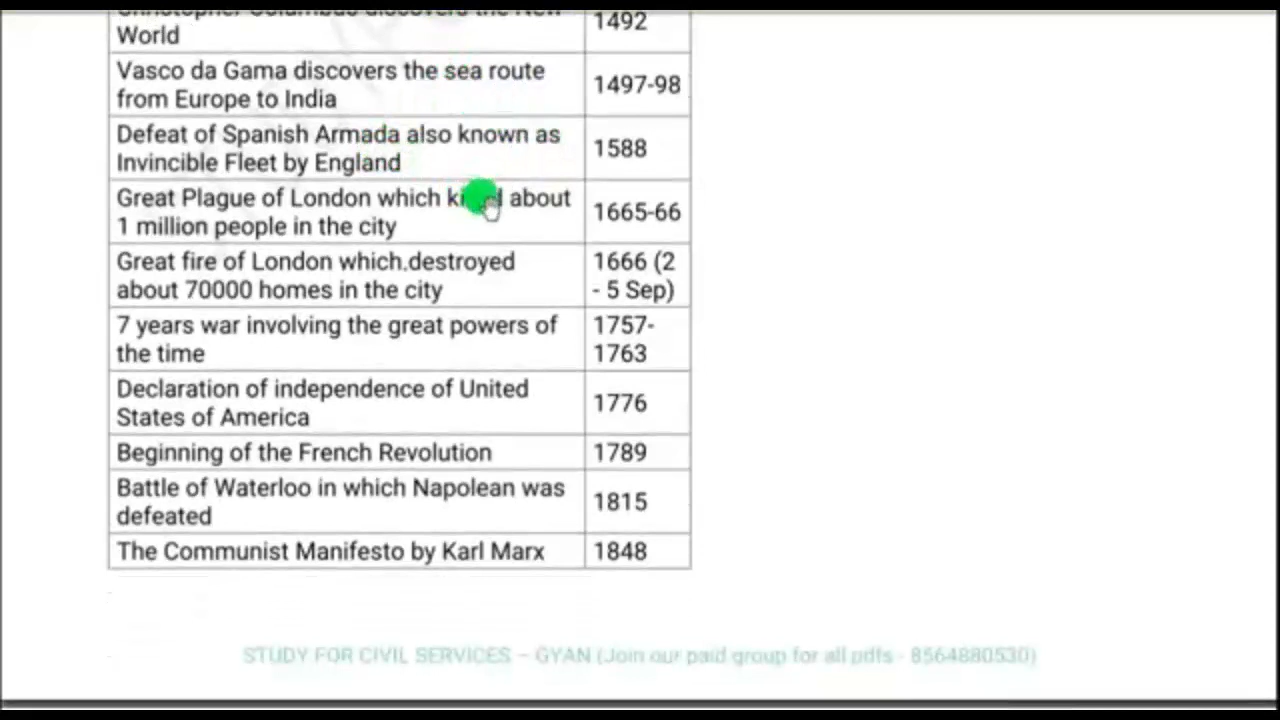 Christopher Columbus discovers the New
World
1492
Vasco da Gama discovers the sea route
from Europe to India
1497-98
Defeat of Spanish Armada also known as
Invincible Fleet by England
1588
Great Plague of London which about
1 million people in the city
1665-66
Great fire of London which.destroyed
about 70000 homes in the city
1666 (2
- 5 Sep)
7 years war involving the great powers of
the time
1757-
1763
Declaration of independence of United
States of America
1776
Beginning of the French Revolution
1789
Battle of Waterloo in which Napolean was
defeated
1815
The Communist Manifesto by Karl Marx
1848
STUDY FOR CIVIL SERVICES – GYAN (Join our paid group for all pdfs - 8564880530)